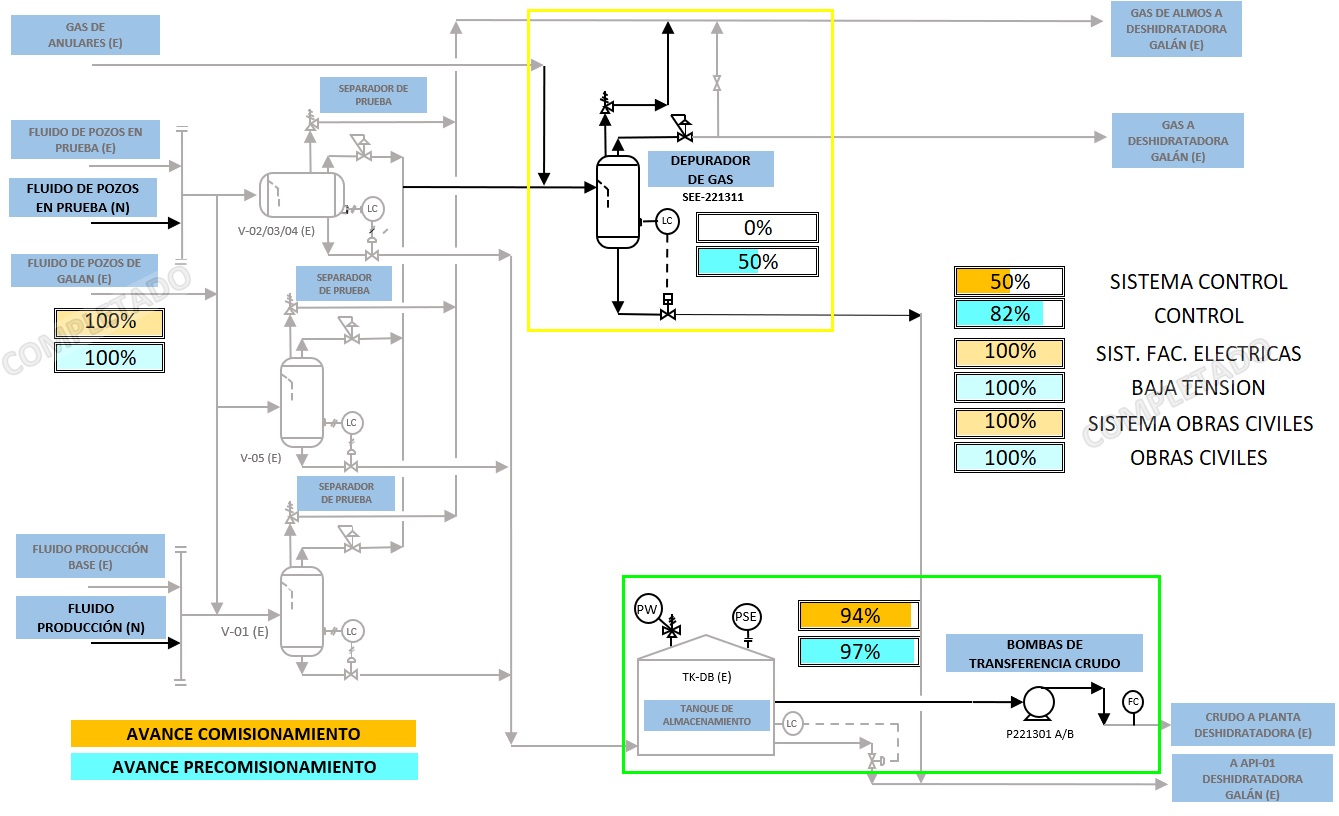 GAS DE
ANULARES (E)
GAS DE ALMOS A
DESHIDRATADORA
GALÁN (E)
SEPARADOR DE
PRUEBA
FLUIDO DE POZOS EN
PRUEBA (E)
GAS A
DESHIDRATADORA
GALÁN (E)
DEPURADOR
DE GAS
SEE-221311
FLUIDO DE POZOS
EN PRUEBA (N)
LC
V-02/03/04 (E)
LC
0%
50%
FLUIDO DE POZOS DE
GALAN (E)
COMPLETADO
100%
100%
SEPARADOR
DE PRUEBA
50%
SISTEMA CONTROL
82%
CONTROL
100%
SIST. FAC. ELECTRICAS
100%
BAJA TENSION
100%
SISTEMA OBRAS CIVILES
100%
OBRAS CIVILES
COMPLETADO
LC
V-05 (E)
SEPARADOR
DE PRUEBA
FLUIDO PRODUCCIÓN
BASE (E)
FLUIDO
PRODUCCIÓN (N)
V-01 (E)
LC
PW
PSE
94%
97%
BOMBAS DE
TRANSFERENCIA CRUDO
TK-DB (E)
TANQUE DE
ALMACENAMIENTO
LC
P221301 A/B
FC
CRUDO A PLANTA
DESHIDRATADORA (E)
A API-01
DESHIDRATADORA
GALÁN (E)
AVANCE COMISIONAMIENTO
AVANCE PRECOMISIONAMIENTO